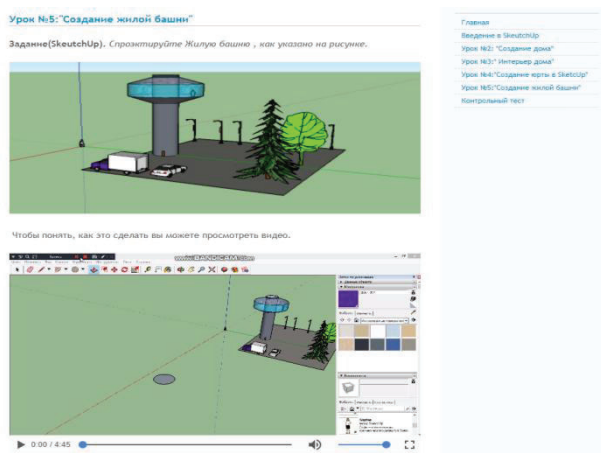 Урок №5:"Создание жилой башни"
Задание(SkeutchUp). Спроэктируйте Жилую башню , как указано на рисунке.
Чтобы понять, как это сделать вы можете просмотреть видео.
BANDICAM
0:00 / 4:45
Главная
Введение в SkeutchUp
Урок №2: "Создание дома"
Урок №3:" Интерьер дома"
Урок №4:"Создание юрты в SketcUp"
Урок №5:"Создание жилой башни"
Контрольный тест